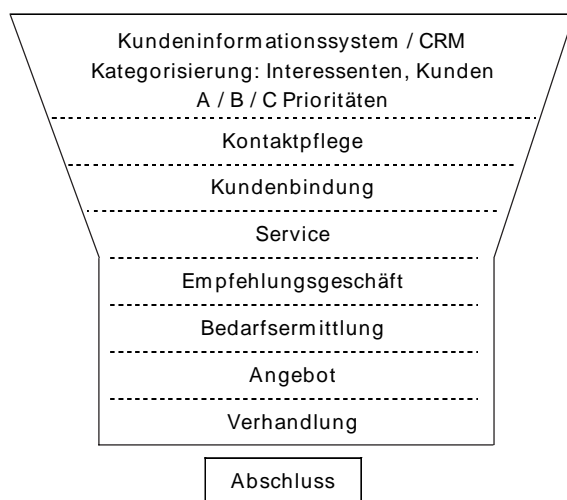 Kundeninformationssystem / CRM
Kategorisierung: Interessenten, Kunden
A / B / C Prioritäten
Kontaktpflege
Kundenbindung
Service
Empfehlungsgeschäft
Bedarfsermittlung
Angebot
Verhandlung
Abschluss